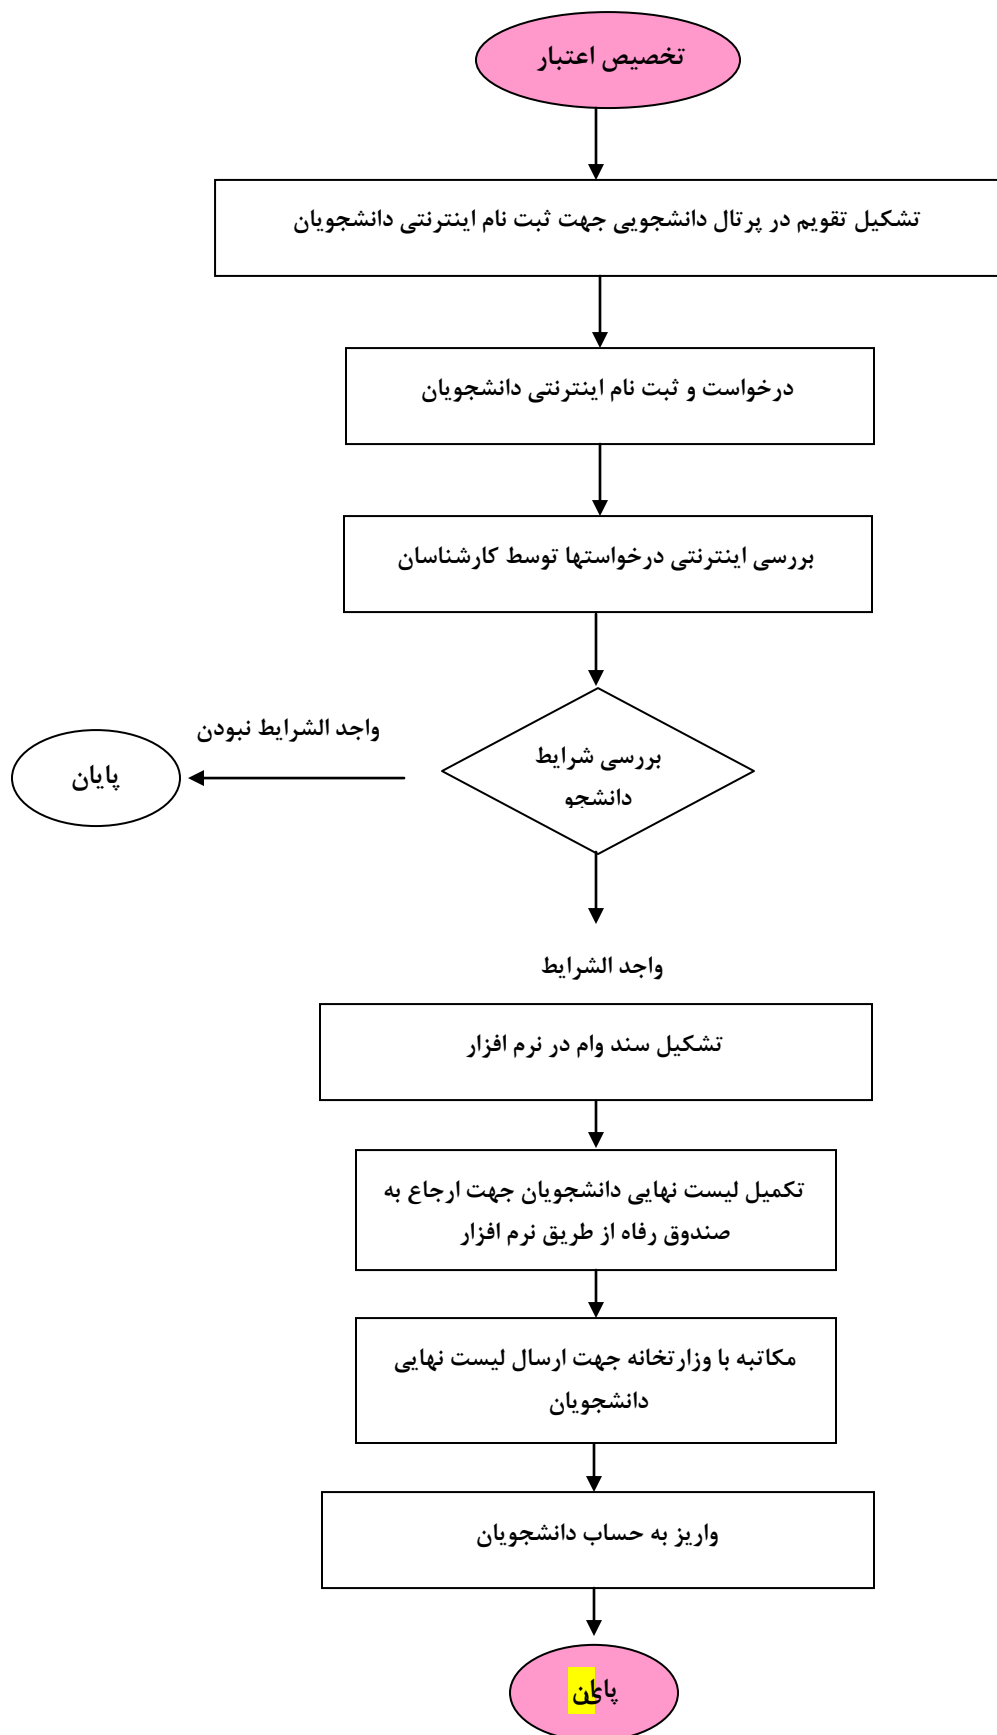 تخصیص اعتبار
تشکیل تقویم در پرتال دانشجویی جهت ثبت نام اینترنتی دانشجویان
درخواست و ثبت نام اینترنتی دانشجویان
بررسی اینترنتی درخواستها توسط کارشناسان
بررسی شرایط
دانشجو
واجد الشرایط نبودن
پایان
واجد الشرایط
تشکیل سند وام در نرم افزار
تکمیل لیست نهایی دانشجویان جهت ارجاع به
صندوق رفاه از طریق نرم افزار
مکاتبه با وزارتخانه جهت ارسال لیست نهایی
دانشجویان
واریز به حساب دانشجویان
پایان